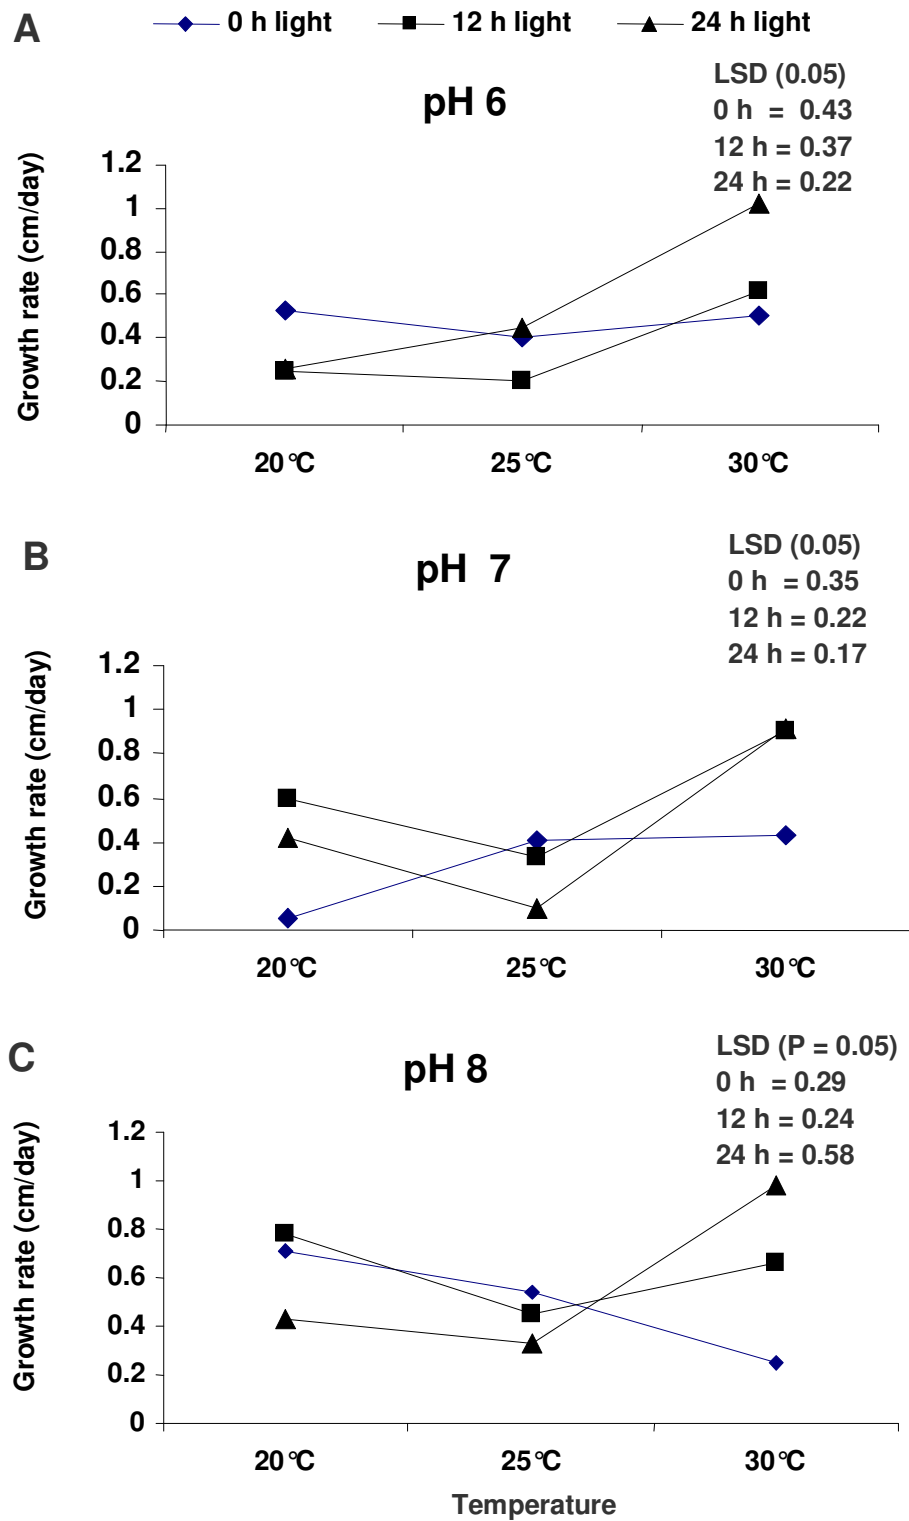 A
0 h light 12 h light 24 h light
LSD (0.05)
pH 6
0 h = 0.43
12 h = 0.37
24 h = 0.22
Growth rate (cm/day)
1.2
1
0.8
0.6
0.4
0.2
0
20°C 25°C 30°C
B
pH 7
LSD (0.05)
0 h = 0.35
12 h = 0.22
24 h = 0.17
Growth rate (cm/day)
1.2
1
0.8
0.6
0.4
0.2
0
20°C 25°C 30°C
C
pH 8
LSD (P = 0.05)
0 h = 0.29
12 h = 0.24
24 h = 0.58
Growth rate (cm/day)
1.2
1
0.8
0.6
0.4
0.2
0
20°C 25°C 30°C
Temperature